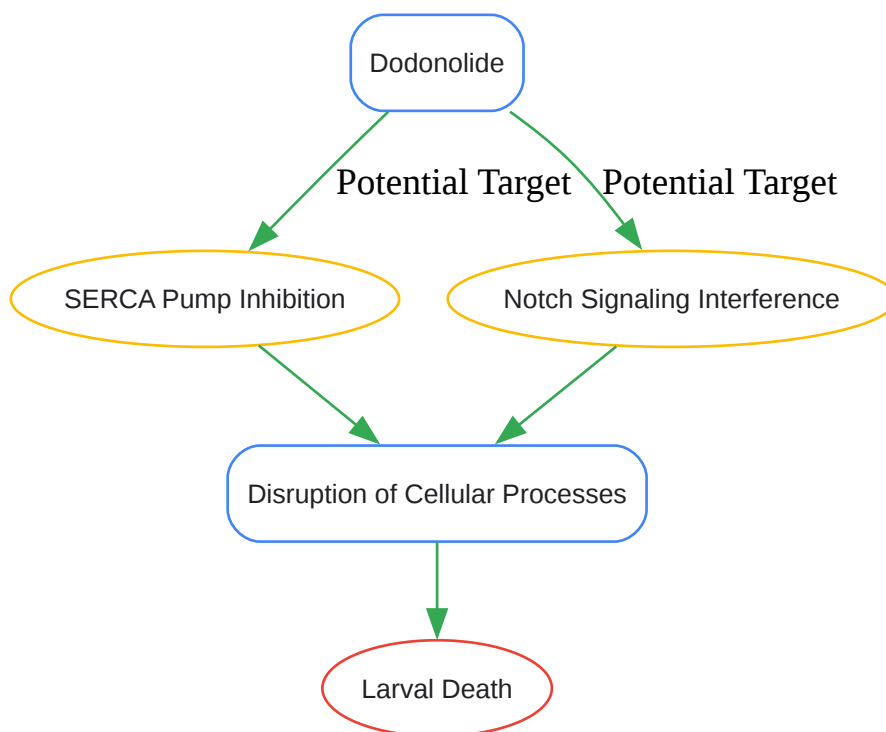 Dodonolide
Potential Target
Potential Target
SERCA Pump Inhibition
Notch Signaling Interference
Disruption of Cellular Processes
Larval Death